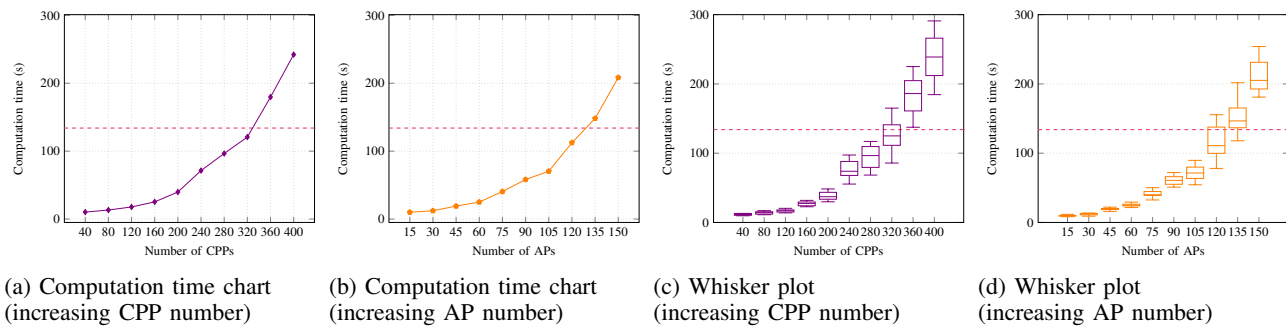 300
200
100
0
Computation time (s)
40 80 120 160 200 240 280 320 360 400
Number of CPPs
300
200
100
0
Computation time (s)
15 30 45 60 75 90 105 120 135 150
Number of APs
300
200
100
0
Computation time (s)
40 80 120 160 200 240 280 320 360 400
Number of CPPs
300
200
100
0
Computation time (s)
15 30 45 60 75 90 105 120 135 150
Number of APs
(a) Computation time chart
(increasing CPP number)
(b) Computation time chart
(increasing AP number)
(c) Whisker plot
(increasing CPP number)
(d) Whisker plot
(increasing AP number)